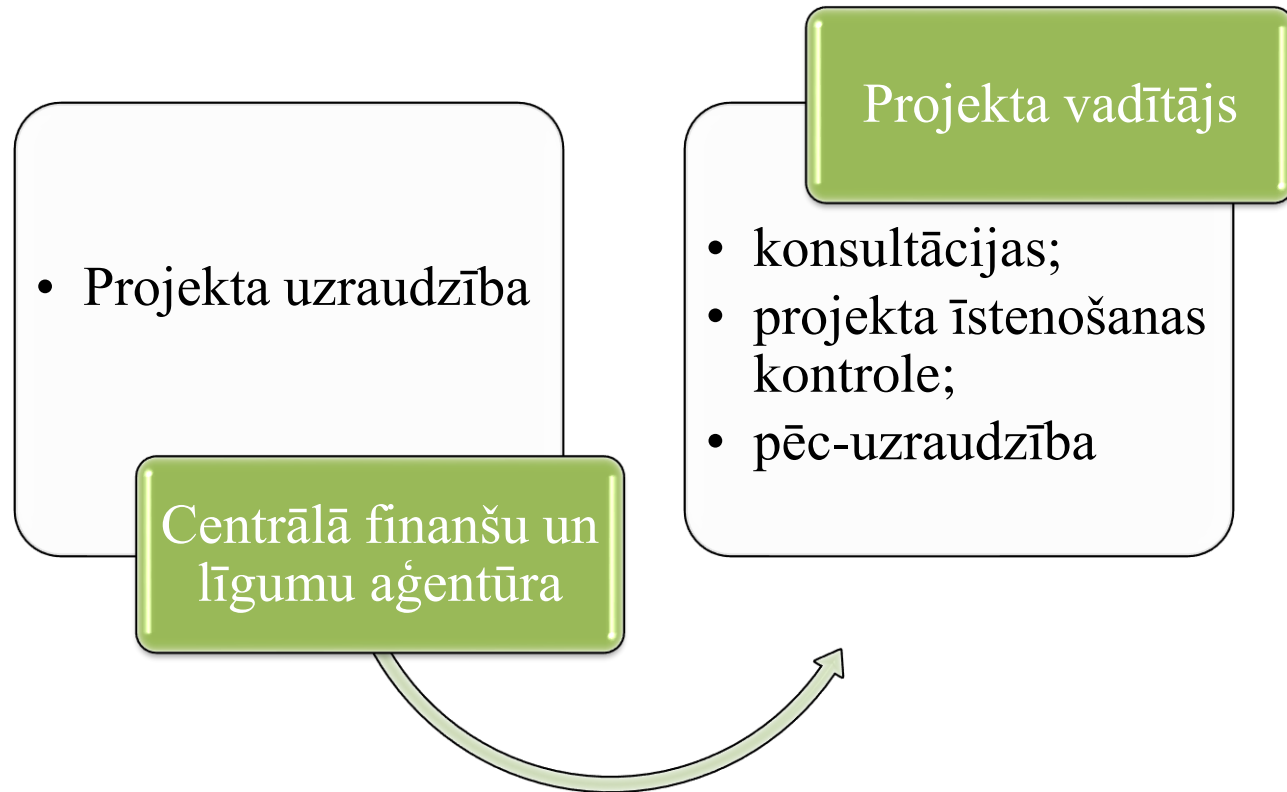 • Projekta uzraudzība
Centrālā finanšu un
līgumu aģentūra
Projekta vadītājs
• konsultācijas;
• projekta īstenošanas
kontrole;
• pēc-uzraudzība